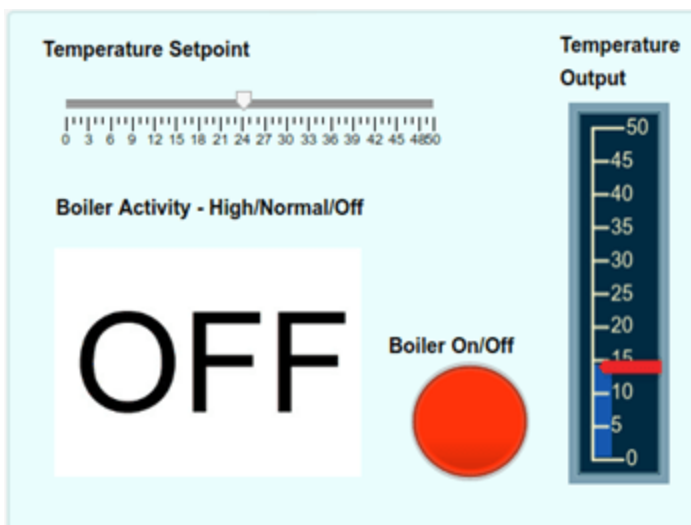 Temperature Setpoint
0 3 6 9 12 15 18 21 24 27 30 33 36 39 42 45 4850
Boiler Activity - High/Normal/Off
OFF
Boiler On/Off
Temperature
Output
50
45
40
35
30
25
20
15
10
5
0